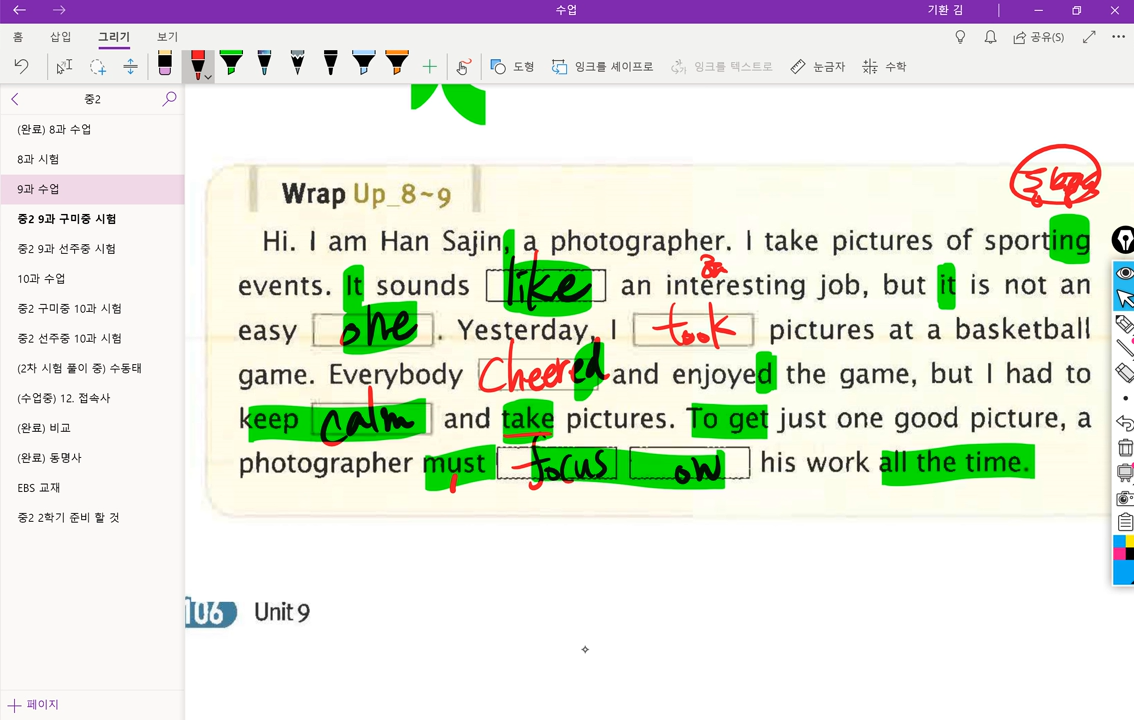 수업
기환 김
홈 삽입 그리기 보기
공유(S)
도형 잉크를 셰이프로 잉크를 텍스트로 눈금자 수학
중2
(완료) 8과 수업
8과 시험
9과 수업
중2 9과 구미중 시험
중2 9과 선주중 시험
10과 수업
중2 구미중 10과 시험
중2 선주중 10과 시험
(2차 시험 풀이 중) 수동태
(수업중) 12. 접속사
(완료) 비교
(완료) 동명사
EBS 교재
중2 2학기 준비 할 것
페이지
Wrap Up_8~9
Hi. I am Han Sajin, a photographer. I take pictures of sporting
events. It sounds like an interesting job, but it is not an
easy one. Yesterday, I took pictures at a basketball
game. Everybody cheered and enjoyed the game, but I had to
keep calm and take pictures. To get just one good picture, a
photographer must focus on his work all the time.
106 Unit 9